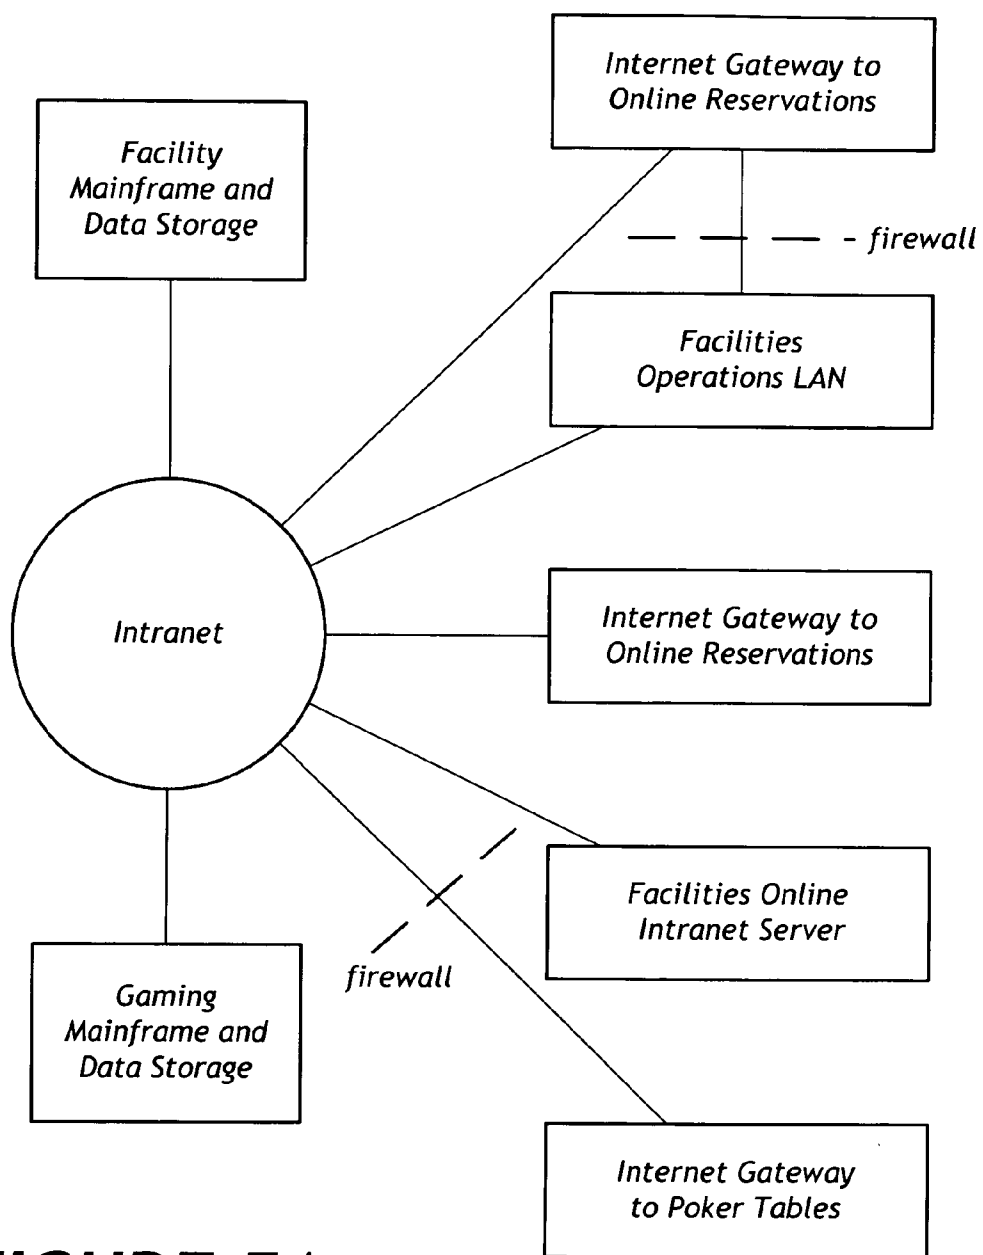 Internet Gateway to
Online Reservations
Facility
Mainframe and
Data Storage
firewall
Facilities
Operations LAN
Intranet
Internet Gateway to
Online Reservations
Facilities Online
Intranet Server
firewall
Gaming
Mainframe and
Data Storage
Internet Gateway
to Poker Tables